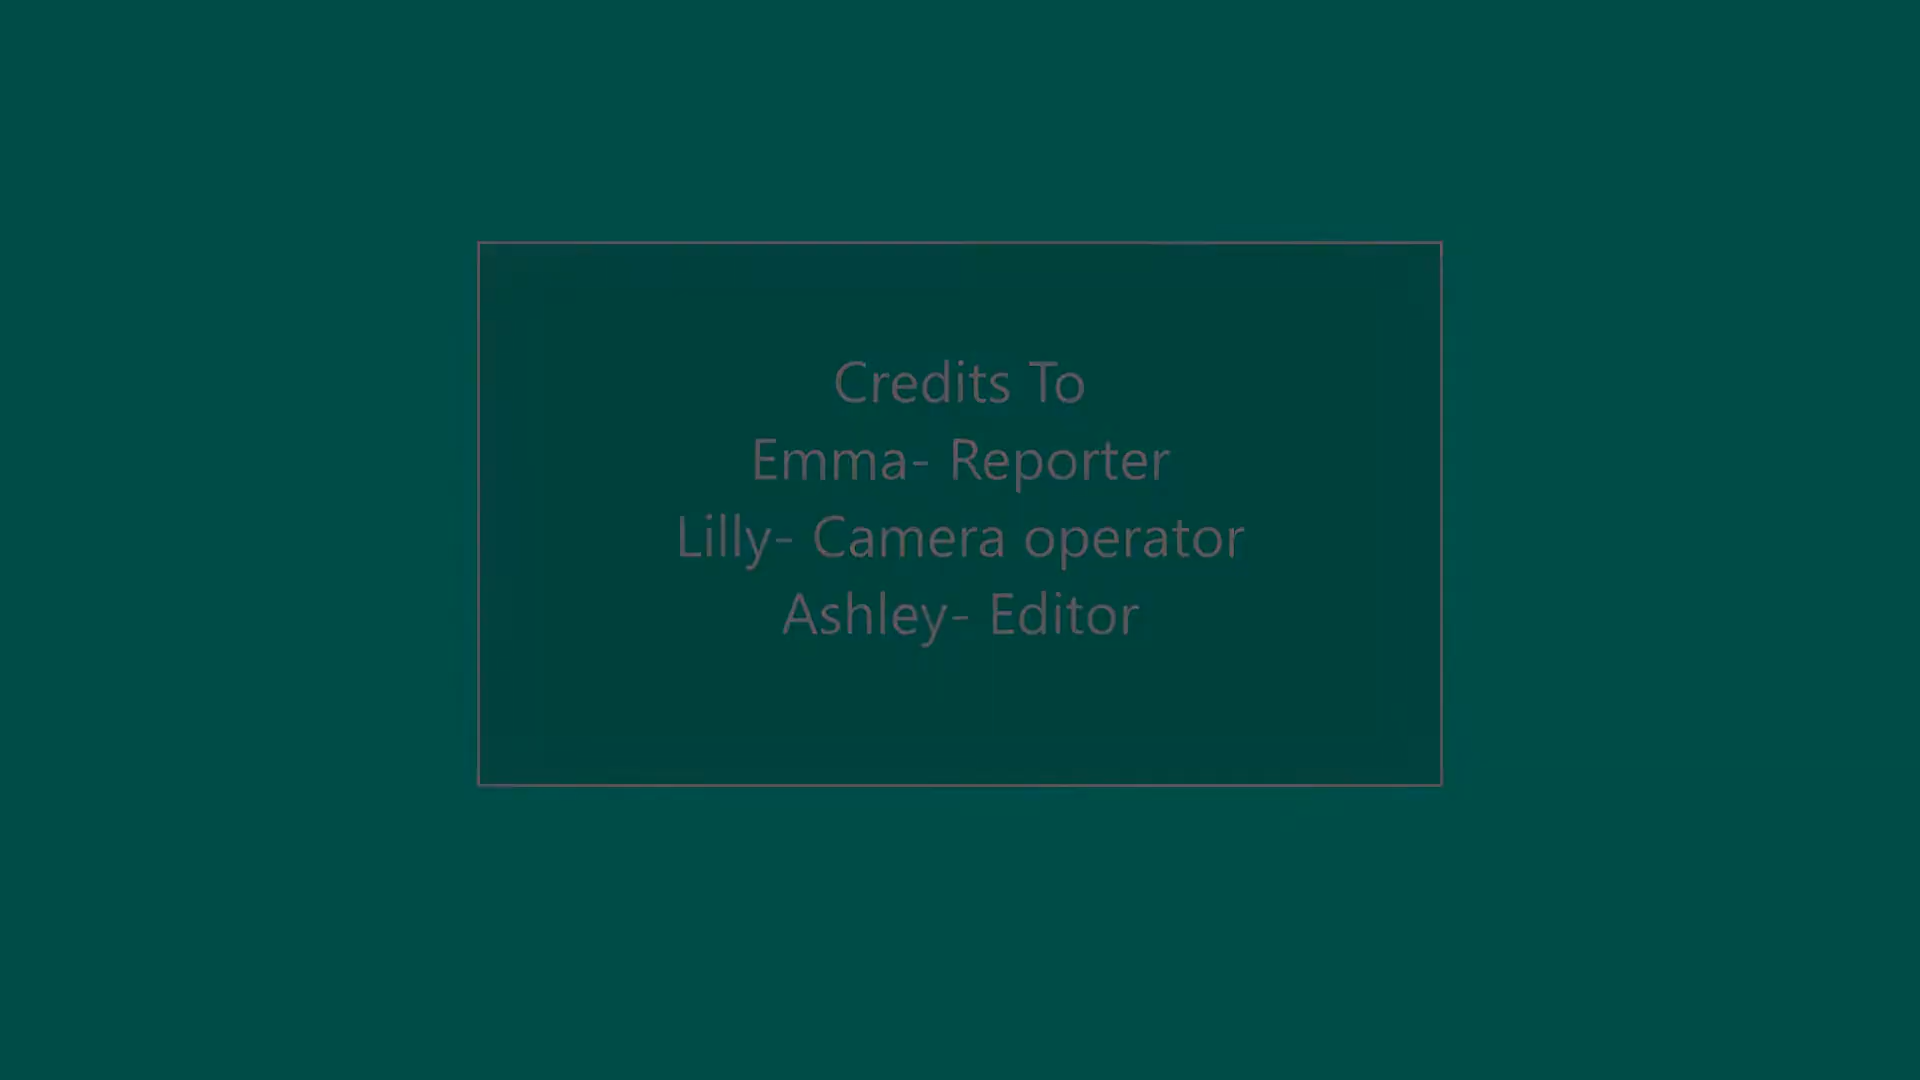 Credits To
Emma- Reporter
Lilly- Camera operator
Ashley- Editor